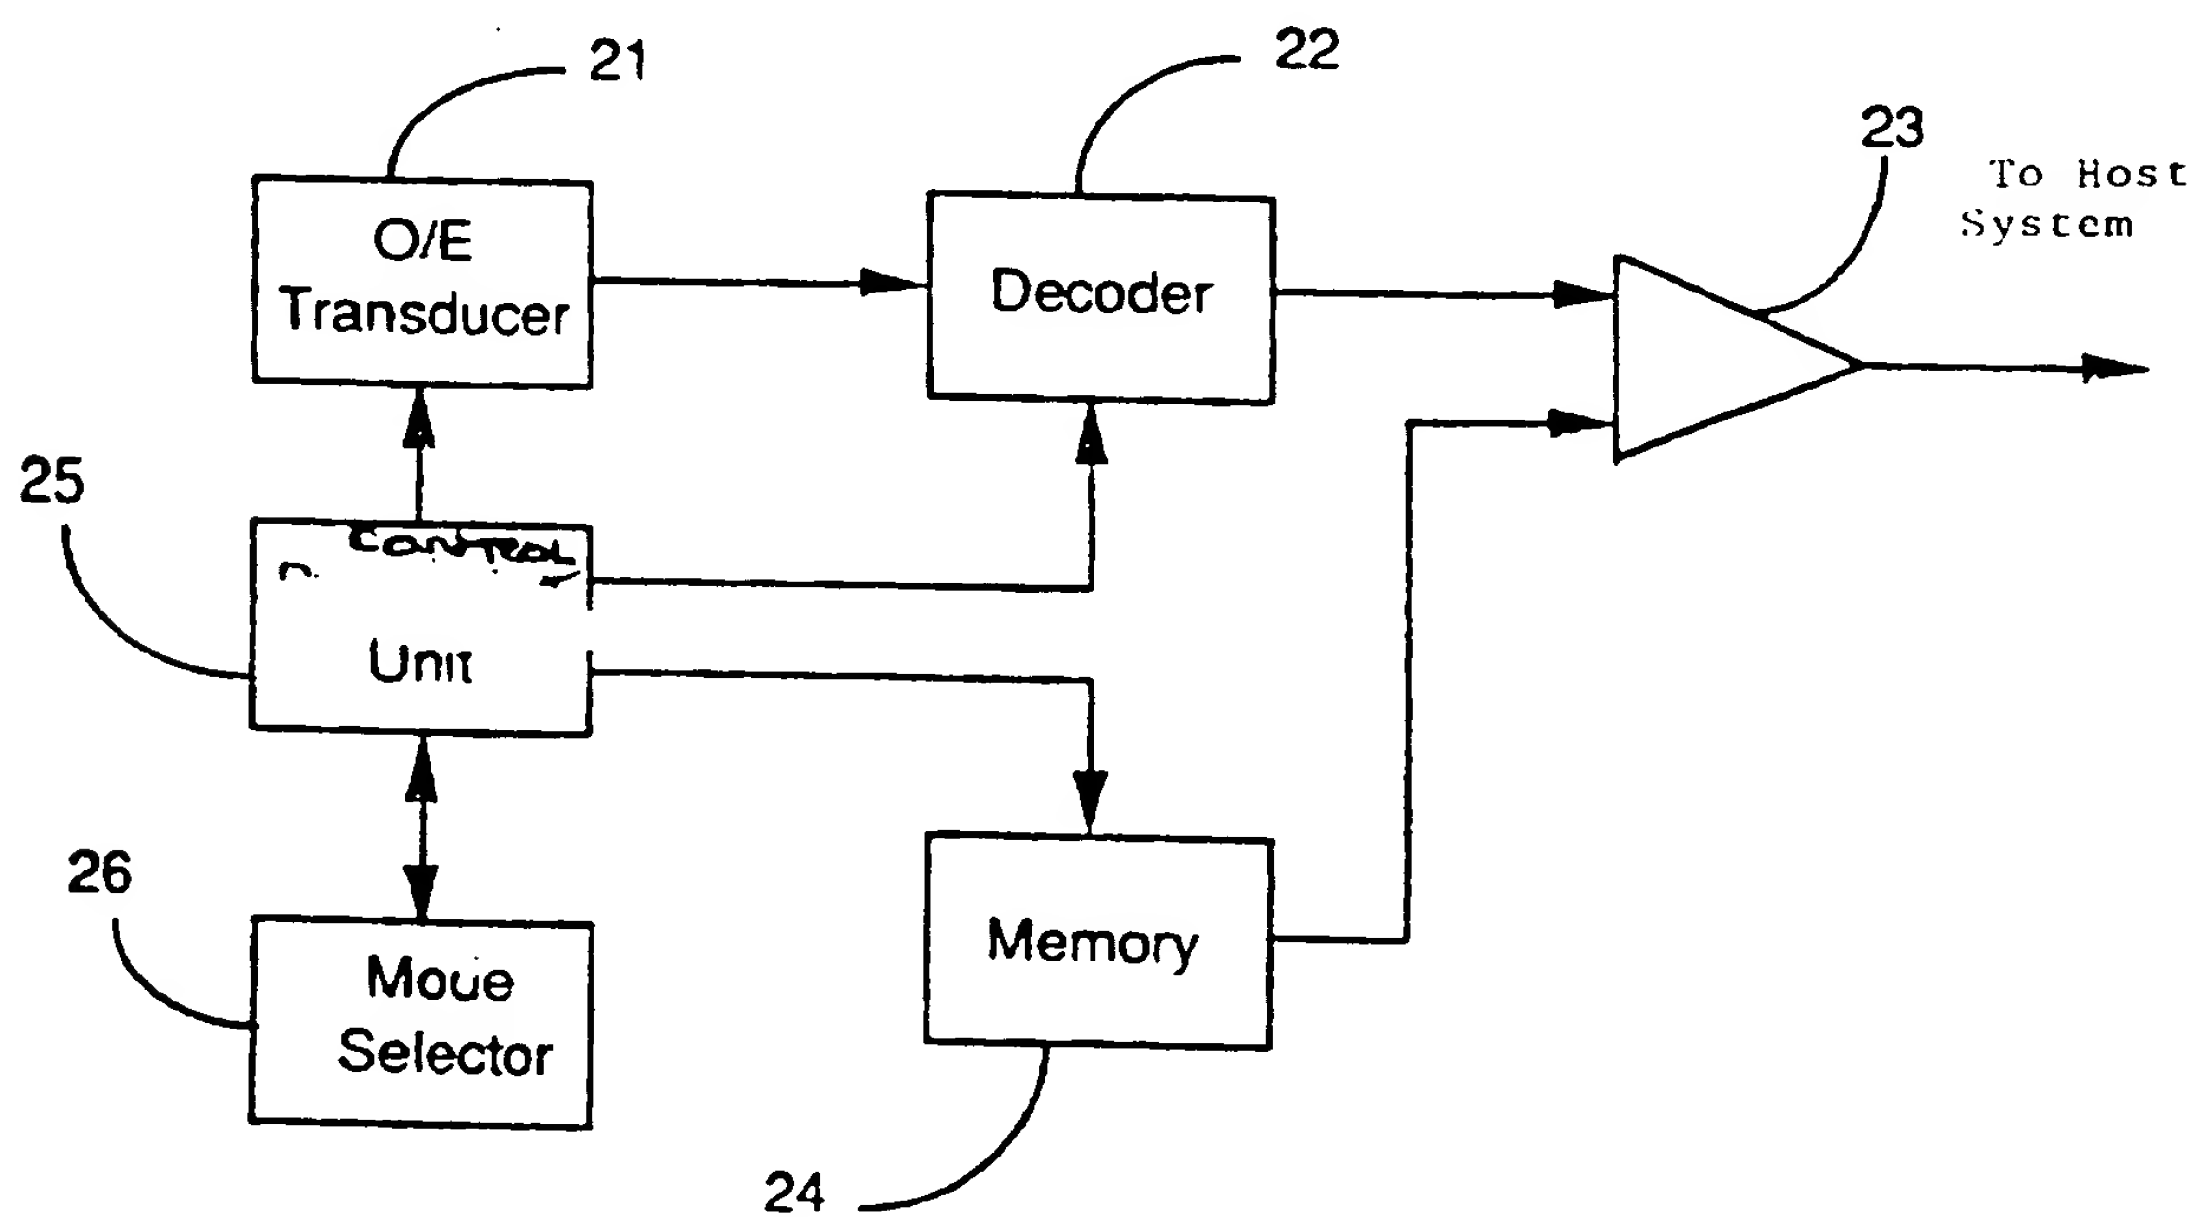 21
22
23
To Host
System
O/E
Transducer
Decoder
25
CONTROL
Unit
26
Moue
Selector
Memory
24